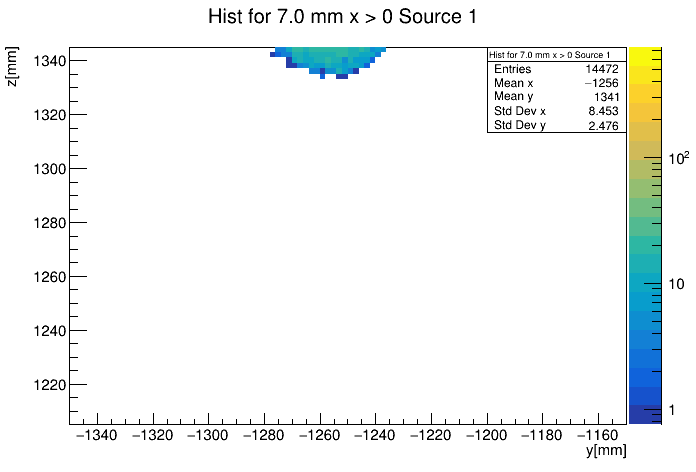 Hist for 7.0 mm x > 0 Source 1
z[mm]
1340
1320
1300
1280
1260
1240
1220
−1340 −1320 −1300 −1280 −1260 −1240 −1220 −1200 −1180 −1160
y[mm]
Hist for 7.0 mm x > 0 Source 1
Entries 14472
Mean x −1256
Mean y 1341
Std Dev x 8.453
Std Dev y 2.476
10²
10
1